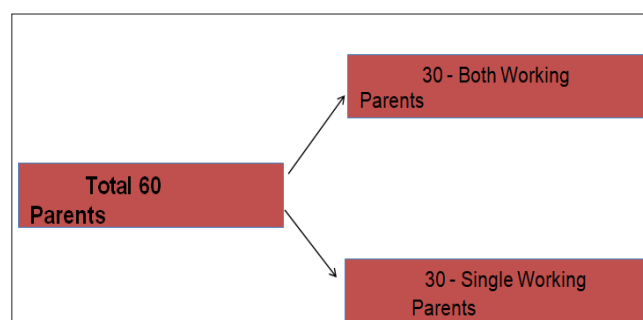 30 - Both Working
Parents
Total 60
Parents
30 - Single Working
Parents